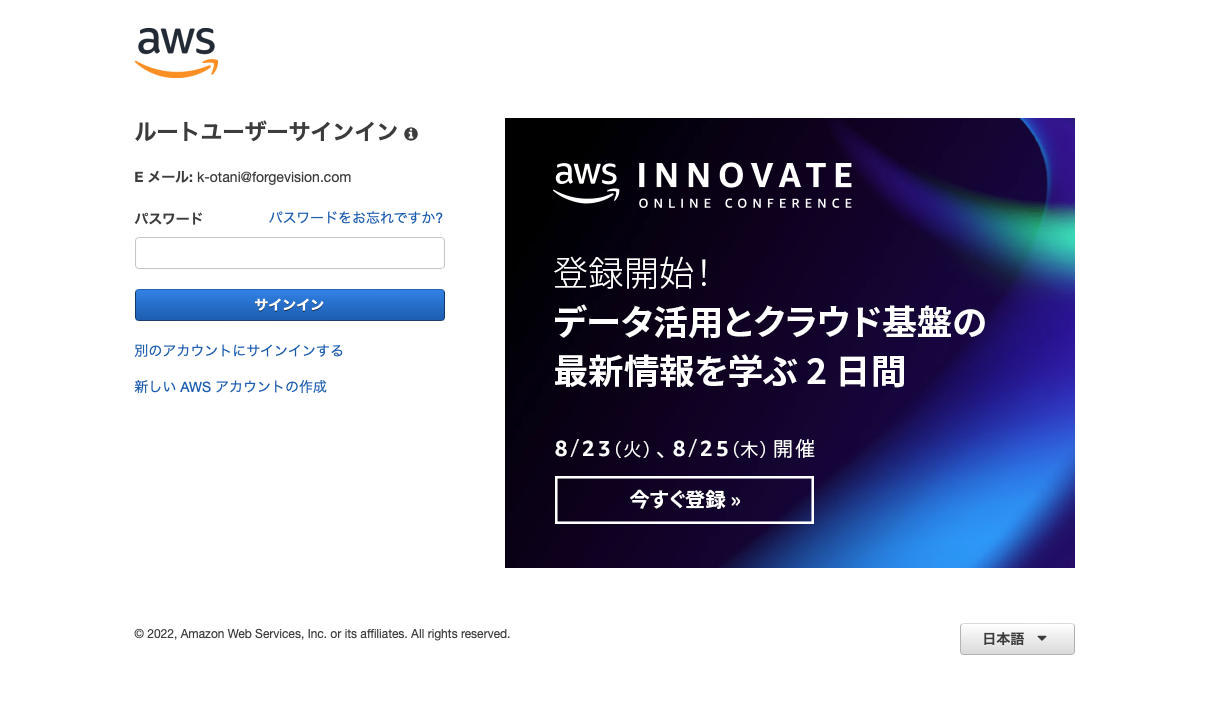 aws
ルートユーザーサインイン
E メール: k-otani@forgevision.com
パスワード パスワードをお忘れですか?
サインイン
別のアカウントにサインインする
新しい AWS アカウントの作成
aws INNOVATE
ONLINE CONFERENCE
登録開始！
データ活用とクラウド基盤の
最新情報を学ぶ 2 日間
8/23（火）、8/25（木）開催
今すぐ登録 »
© 2022, Amazon Web Services, Inc. or its affiliates. All rights reserved.
日本語